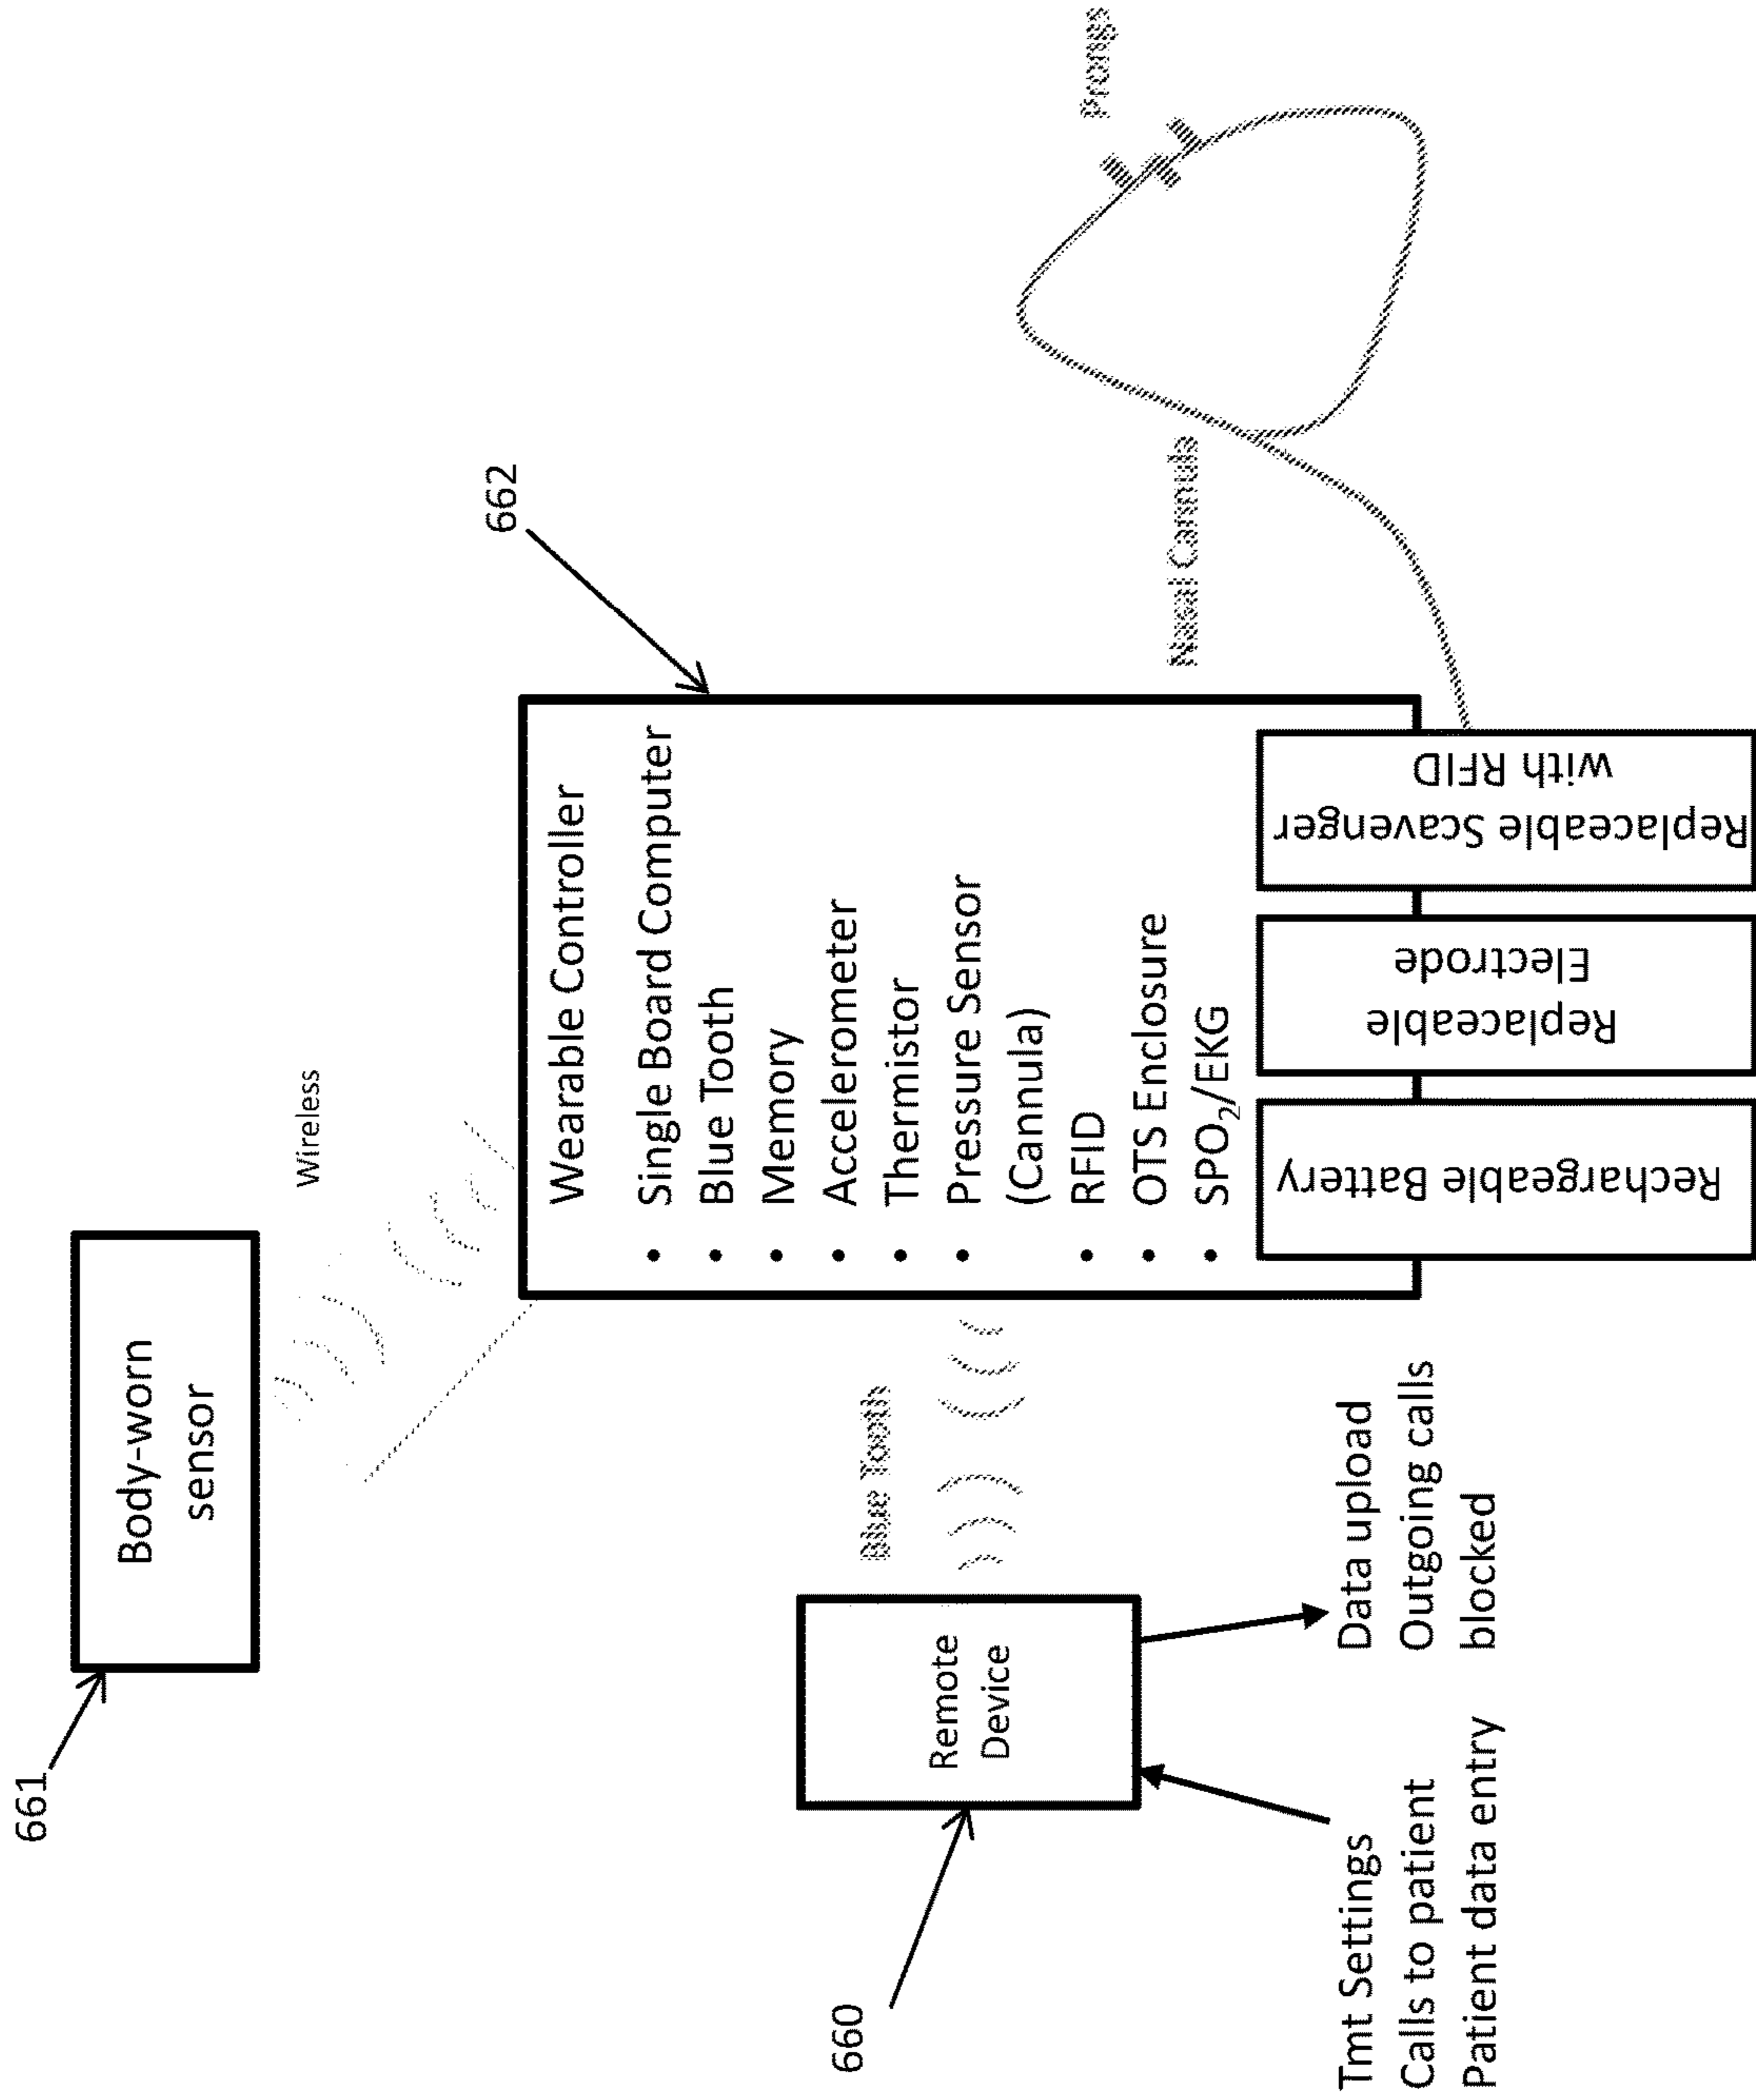 661
Body-worn
sensor
Wireless
662
Wearable Controller
• Single Board Computer
• Blue Tooth
• Memory
• Accelerometer
• Thermistor
• Pressure Sensor
(Cannula)
• RFID
• OTS Enclosure
• SPO₂/EKG
Rechargeable Battery
Replaceable
Electrode
Replaceable Scavenger
with RFID
Nasal Cannula
Prongs
Blue Tooth
660
Remote
Device
Tmt Settings
Calls to patient
Patient data entry
Data upload
Outgoing calls
blocked